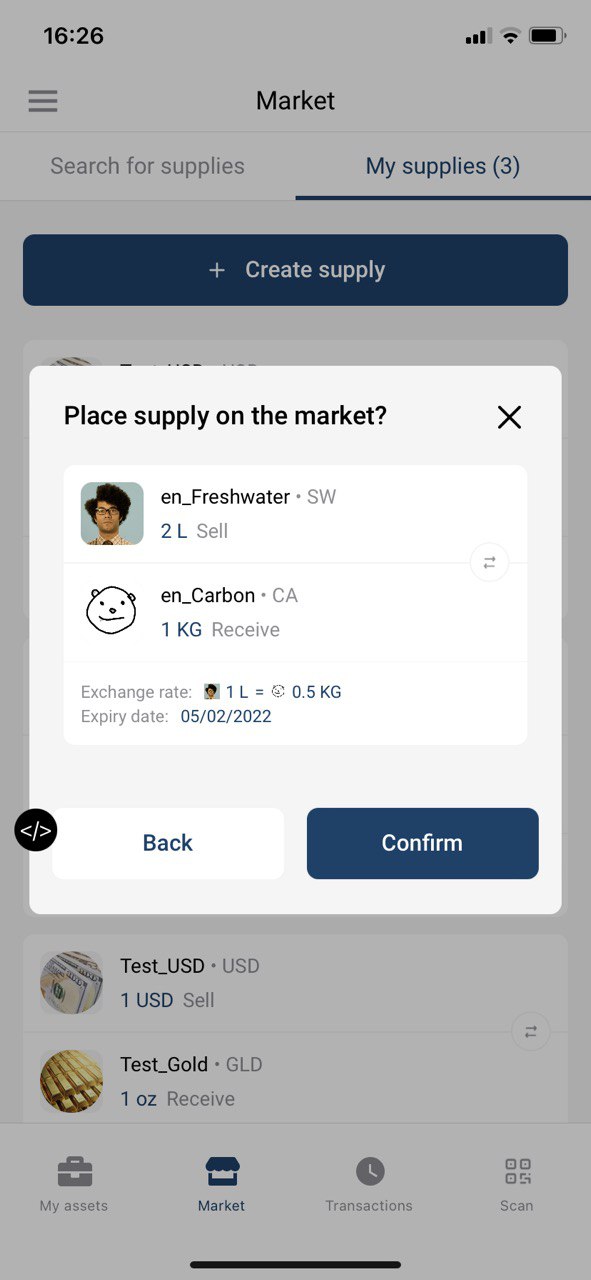 16:26
Market
Search for supplies
My supplies (3)
+ Create supply
Place supply on the market?
en_Freshwater • SW
2 L Sell
en_Carbon • CA
1 KG Receive
Exchange rate: 1 L = 0.5 KG
Expiry date: 05/02/2022
</>
Back
Confirm
Test_USD • USD
1 USD Sell
Test_Gold • GLD
1 oz Receive
My assets
Market
Transactions
Scan